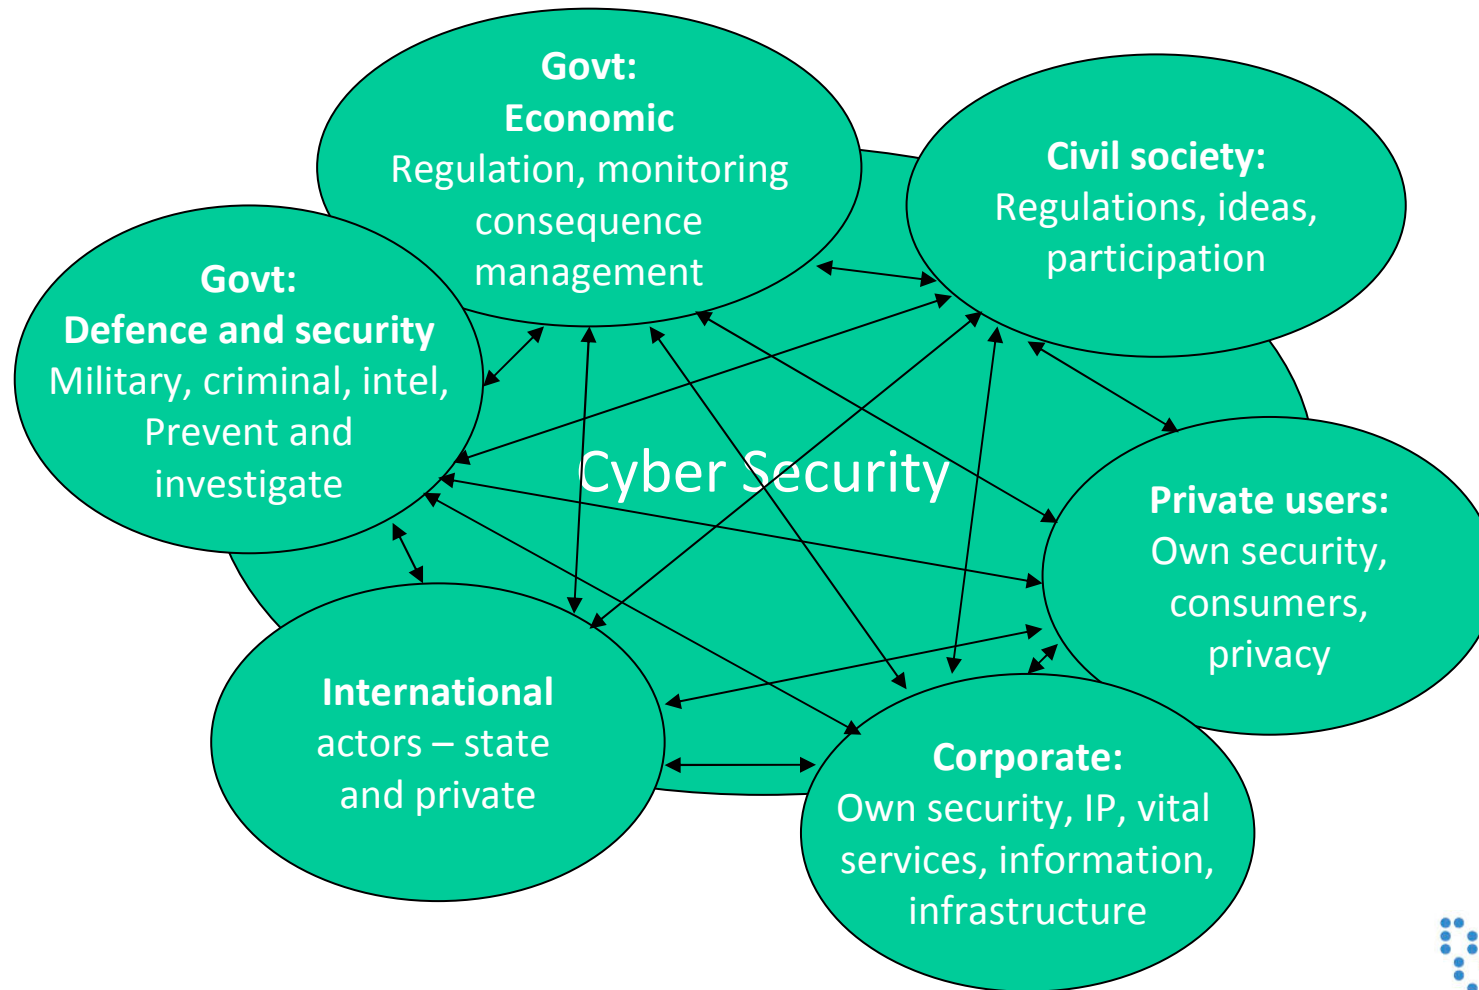 Govt:
Economic
Regulation, monitoring
consequence
management
Civil society:
Regulations, ideas,
participation
Govt:
Defence and security
Military, criminal, intel,
Prevent and
investigate
Cyber Security
Private users:
Own security,
consumers,
privacy
International
actors – state
and private
Corporate:
Own security, IP, vital
services, information,
infrastructure